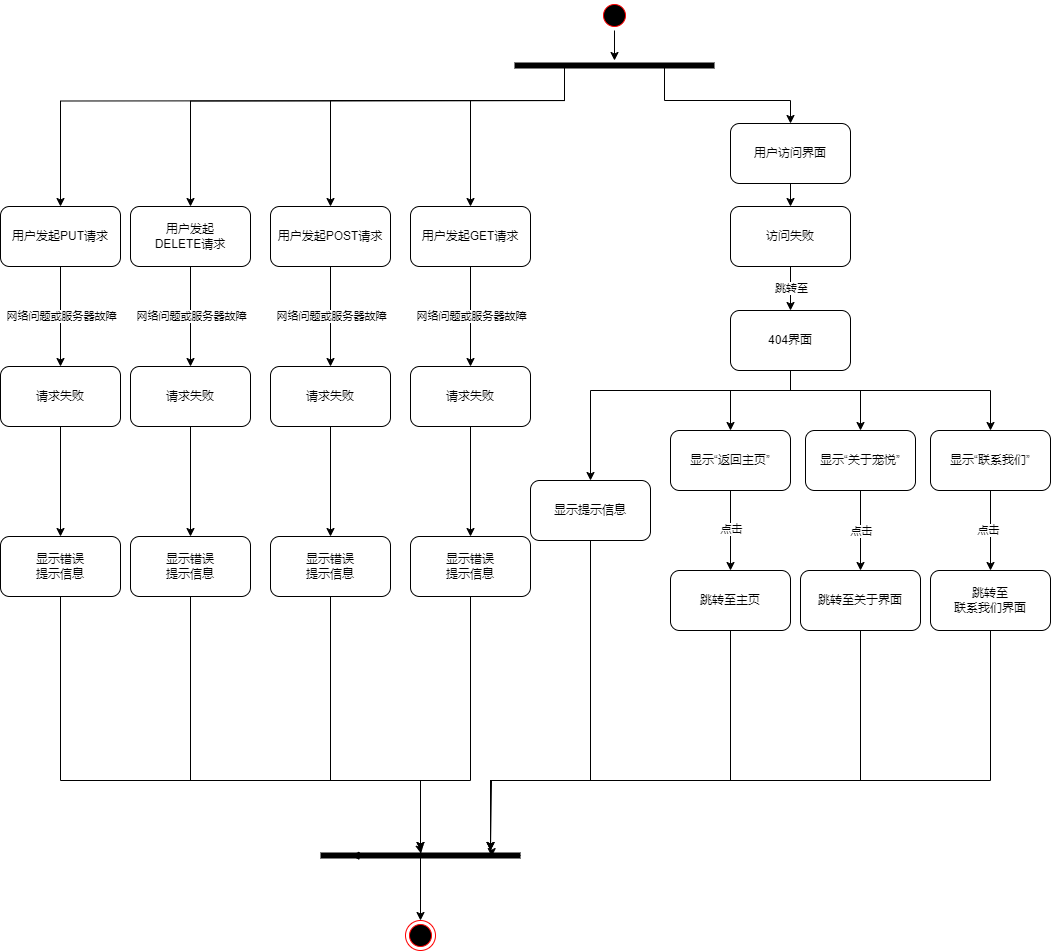 用户访问界面
用户发起PUT请求
用户发起
DELETE请求
用户发起POST请求
用户发起GET请求
访问失败
跳转至
网络问题或服务器故障
网络问题或服务器故障
网络问题或服务器故障
网络问题或服务器故障
404界面
请求失败
请求失败
请求失败
请求失败
显示“返回主页”
显示“关于宠悦”
显示“联系我们”
显示提示信息
点击
点击
点击
显示错误
提示信息
显示错误
提示信息
显示错误
提示信息
显示错误
提示信息
跳转至主页
跳转至关于界面
跳转至
联系我们界面